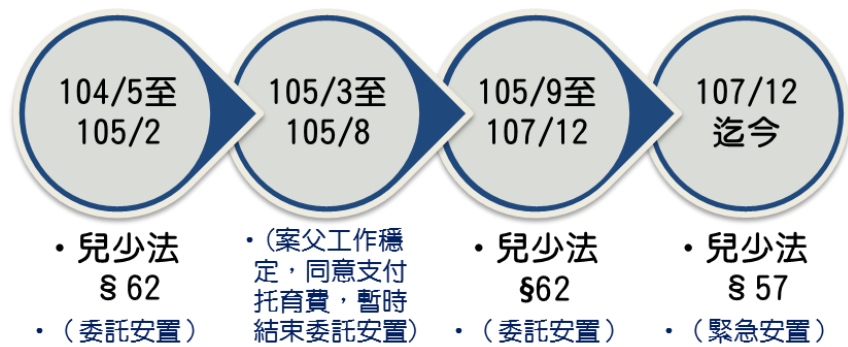 104/5至
105/2
105/3至
105/8
105/9至
107/12
107/12
迄今
• 兒少法
§62
• （委託安置）
• (案父工作穩
定，同意支付
托育費，暫時
結束委託安置)
• 兒少法
§62
• （委託安置）
• 兒少法
§57
• （緊急安置）